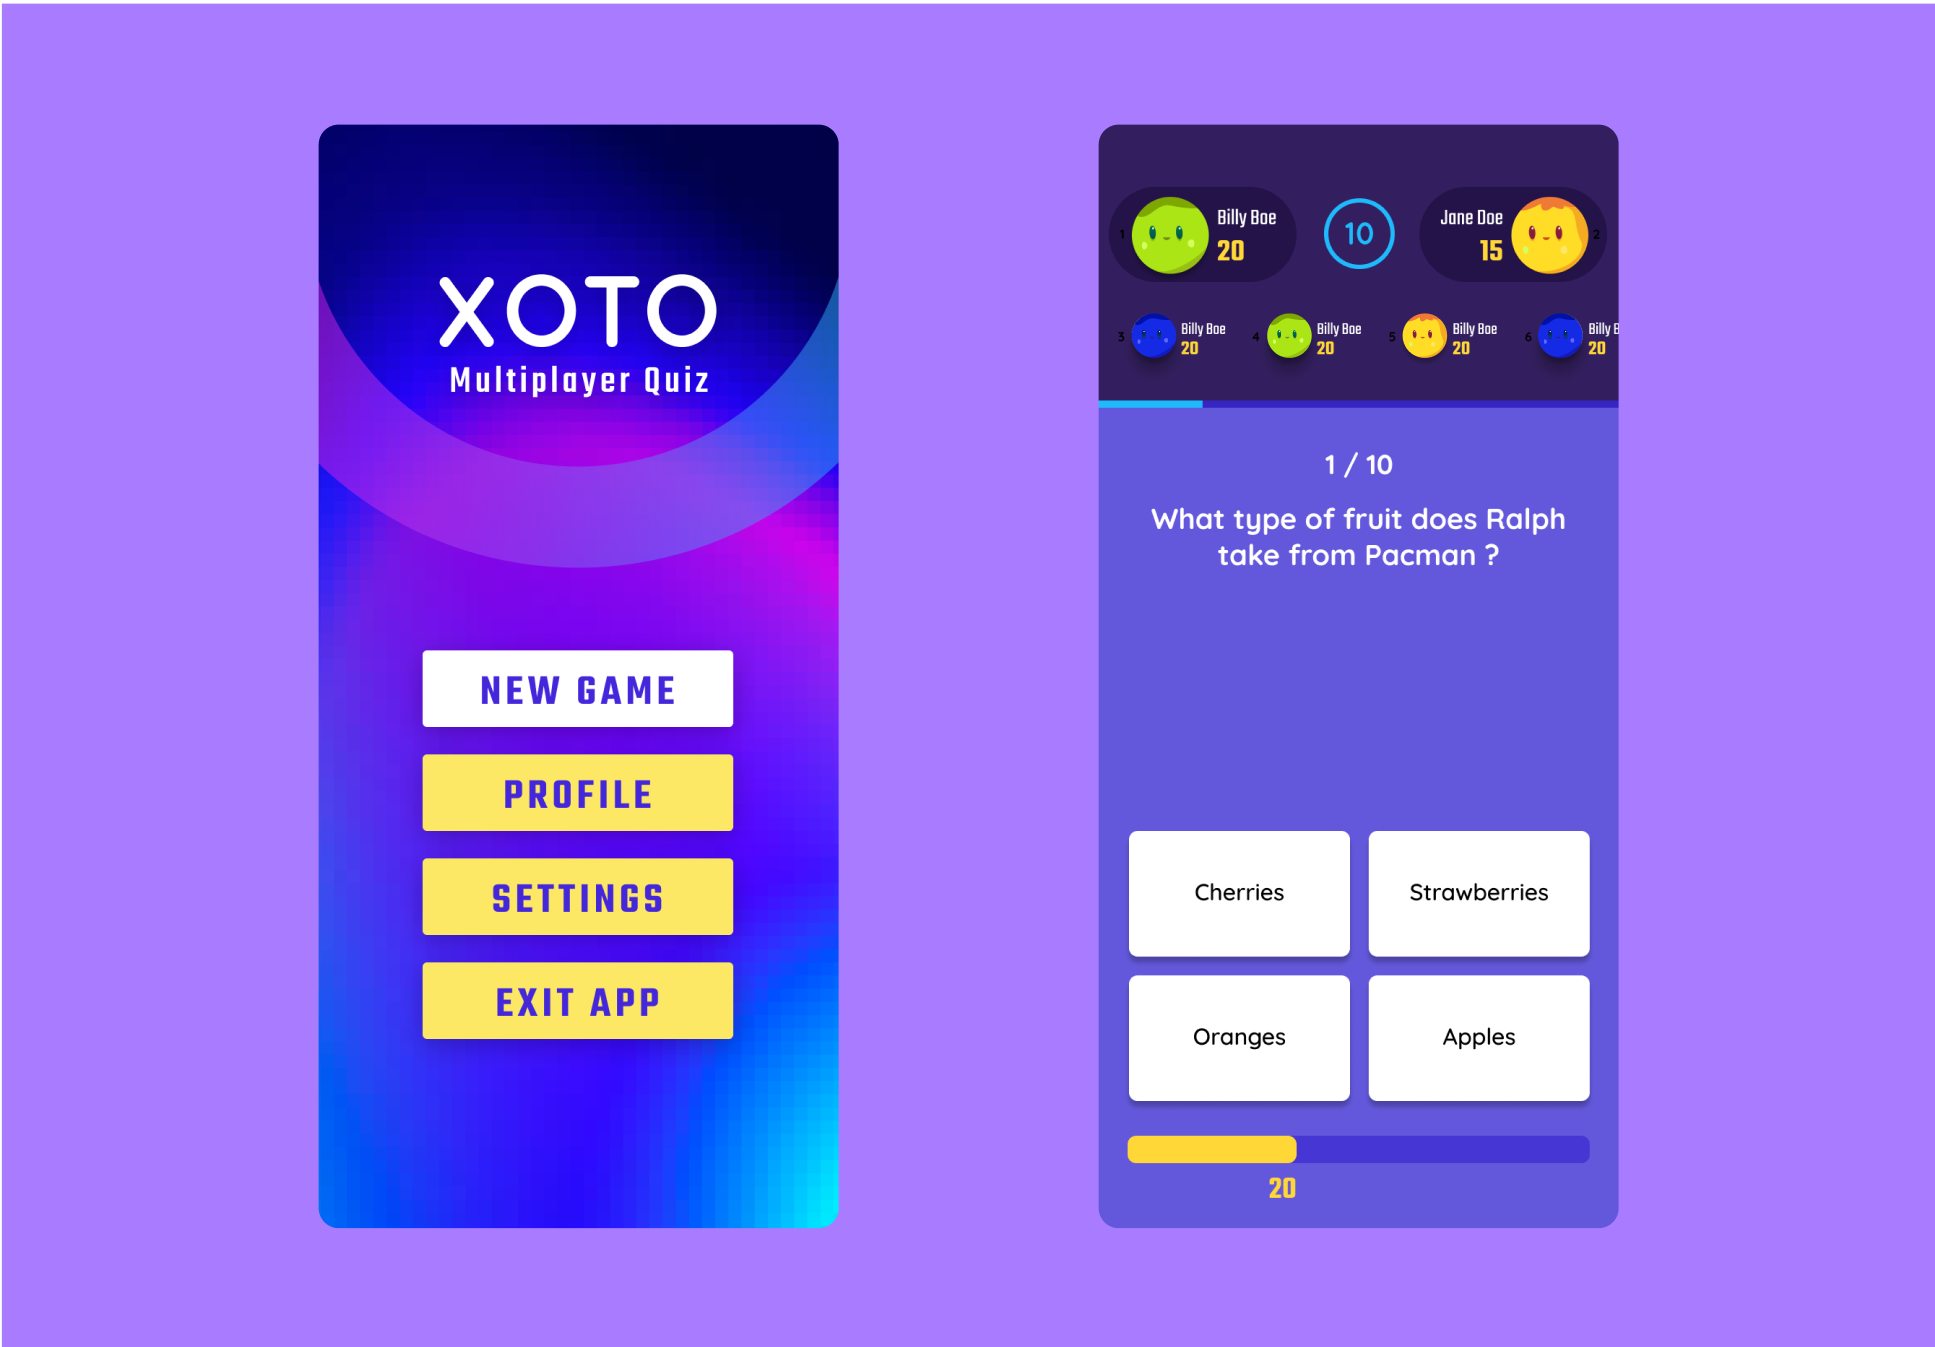 XOTO
Multiplayer Quiz
NEW GAME
PROFILE
SETTINGS
EXIT APP
1
Billy Boe
20
10
Jane Doe
15
2
3
Billy Boe
20
4
Billy Boe
20
5
Billy Boe
20
6
Billy B
20
1 / 10
What type of fruit does Ralph
take from Pacman ?
Cherries
Strawberries
Oranges
Apples
20